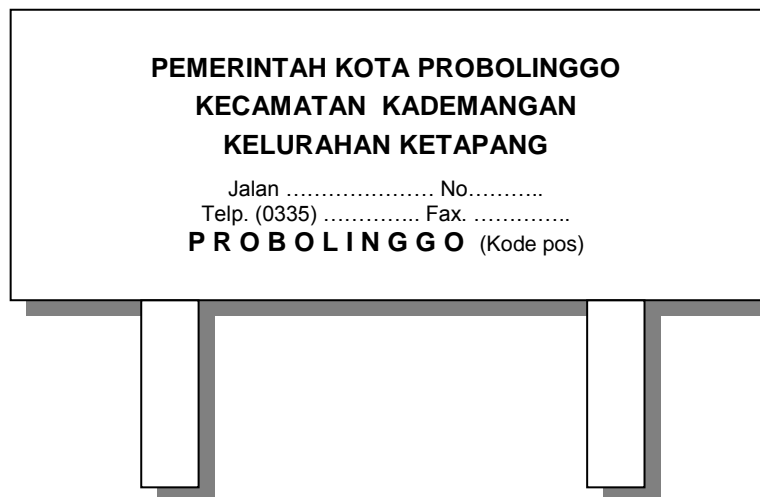 PEMERINTAH KOTA PROBOLINGGO
KECAMATAN KADEMANGAN
KELURAHAN KETAPANG
Jalan ………………… No………..
Telp. (0335) ………….. Fax. …………..
P R O B O L I N G G O (Kode pos)